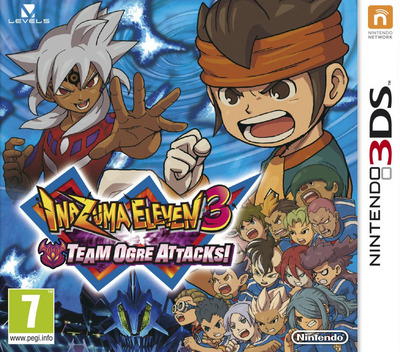 LEVEL5
NINTENDO
NETWORK
NINTENDO 3DS
INAZUMA ELEVEN 3
TEAM OGRE ATTACKS!
7
www.pegi.info
Nintendo